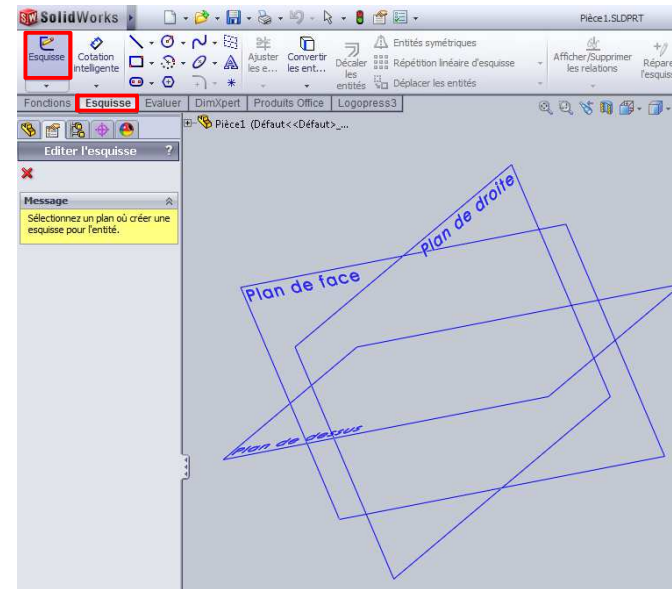 SolidWorks
Pièce1.SLDPRT
Esquisse
Cotation intelligente
Ajuster les e...
Convertir les ent...
Décaler les entités
Entités symétriques
Répétition linéaire d'esquisse
Déplacer les entités
Afficher/Supprimer les relations
Répare
l'esquiss
Fonctions
Esquisse
Evaluer
DimXpert
Produits Office
Logopress3
Editer l'esquisse
?
Pièce1 (Défaut<<Défaut>_...
Message
Sélectionnez un plan où créer une
esquisse pour l'entité.
Plan de droite
Plan de face
Plan de dessus